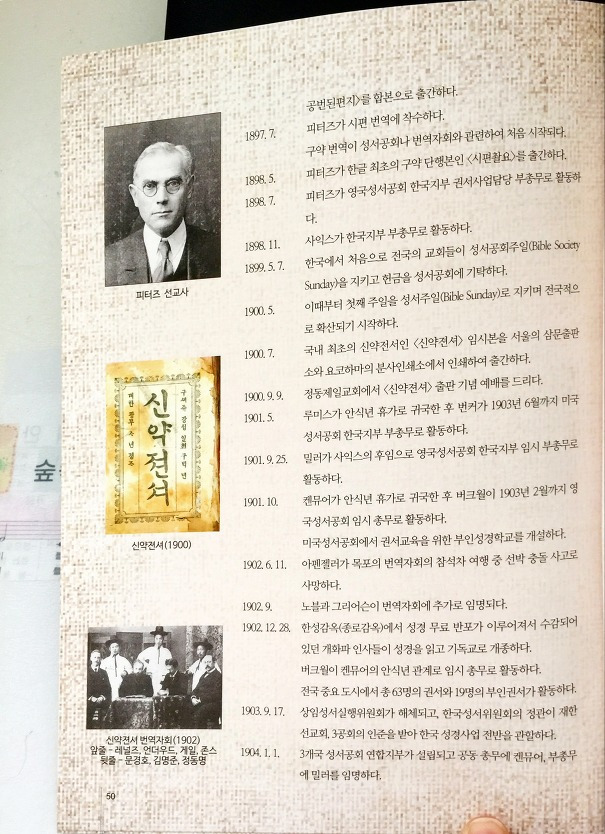 공번된편지〉를 합본으로 출간하다.
1897. 7. 피터즈가 시편 번역에 착수하다.
구약 번역이 성서공회나 번역자회와 관련하여 처음 시작되다.
1898. 5. 피터즈가 한글 최초의 구약 단행본인 〈시편촬요〉를 출간하다.
1898. 7. 피터즈가 영국성서공회 한국지부 권서사업담당 부총무로 활동하
다.
1898. 11. 사익스가 한국지부 부총무로 활동하다.
1899. 5. 7. 한국에서 처음으로 전국의 교회들이 성서공회주일(Bible Society
Sunday)을 지키고 헌금을 성서공회에 기탁하다.
1900. 5. 이때부터 첫째 주일을 성서주일(Bible Sunday)로 지키며 전국적으
로 확산되기 시작하다.
1900. 7. 국내 최초의 신약전서인 〈신약젼셔〉 임시본을 서울의 삼문출판
소와 요코하마의 분사인쇄소에서 인쇄하여 출간하다.
1900. 9. 9. 정동제일교회에서 〈신약젼셔〉 출판 기념 예배를 드리다.
1901. 5. 루미스가 안식년 휴가로 귀국한 후 번커가 1903년 6월까지 미국
성서공회 한국지부 부총무로 활동하다.
1901. 9. 25. 밀러가 사익스의 후임으로 영국성서공회 한국지부 임시 부총무로
활동하다.
1901. 10. 켄뮤어가 안식년 휴가로 귀국한 후 버크월이 1903년 2월까지 영
국성서공회 임시 총무로 활동하다.
미국성서공회에서 권서교육을 위한 부인성경학교를 개설하다.
1902. 6. 11. 아펜젤러가 목포의 번역자회의 참석차 여행 중 선박 충돌 사고로
사망하다.
1902. 9. 노블과 그리어슨이 번역자회에 추가로 임명되다.
1902. 12. 28. 한성감옥(종로감옥)에서 성경 무료 반포가 이루어져서 수감되어
있던 개화파 인사들이 성경을 읽고 기독교로 개종하다.
버크월이 켄뮤어의 안식년 관계로 임시 총무로 활동하다.
전국 중요 도시에서 총 63명의 권서와 19명의 부인권서가 활동하다.
1903. 9. 17. 상임성서실행위원회가 해체되고, 한국성서위원회의 정관이 재한
선교회, 3공회의 인준을 받아 한국 성경사업 전반을 관할하다.
1904. 1. 1. 3개국 성서공회 연합지부가 설립되고 공동 총무에 켄뮤어, 부총무
에 밀러를 임명하다.
피터즈 선교사
신약젼셔
신약젼셔(1900)
신약젼셔 번역자회(1902)
앞줄 – 레널즈, 언더우드, 게일, 존스
뒷줄 – 문경호, 김명준, 정동명
50
숲